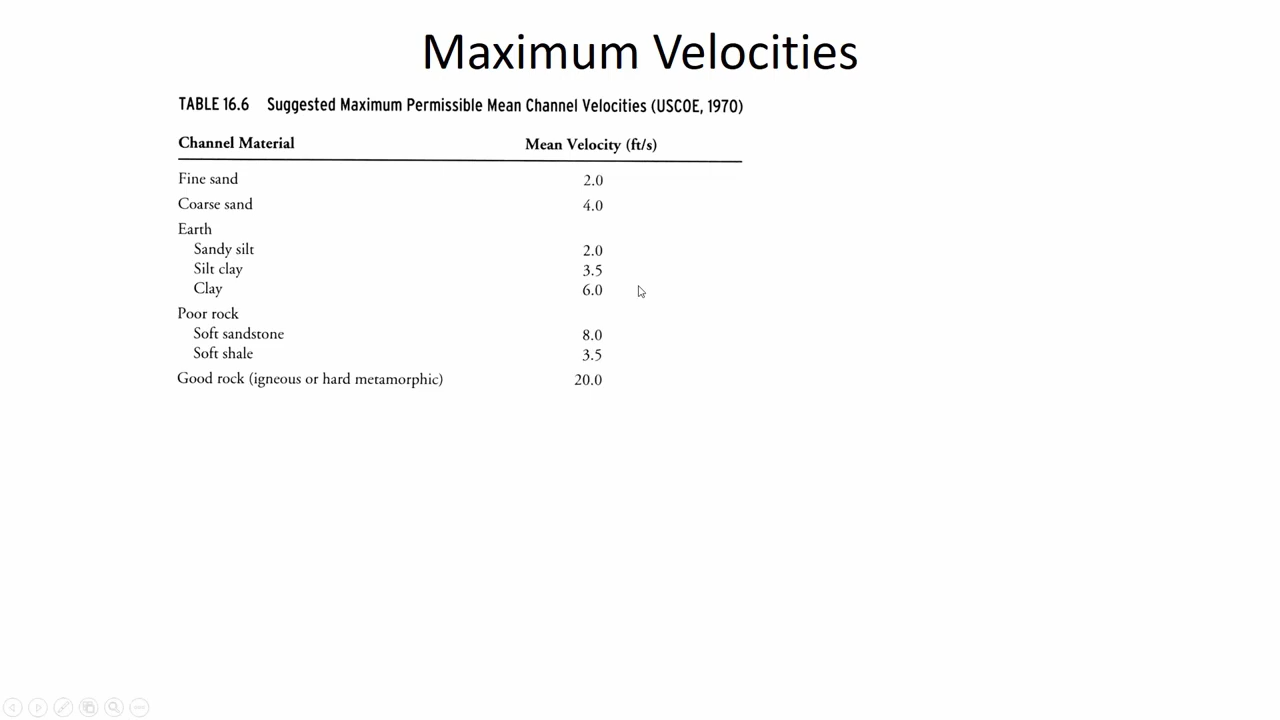 Maximum Velocities
TABLE 16.6 Suggested Maximum Permissible Mean Channel Velocities (USCOE, 1970)
Channel Material Mean Velocity (ft/s)
Fine sand 2.0
Coarse sand 4.0
Earth
Sandy silt 2.0
Silt clay 3.5
Clay 6.0
Poor rock
Soft sandstone 8.0
Soft shale 3.5
Good rock (igneous or hard metamorphic) 20.0